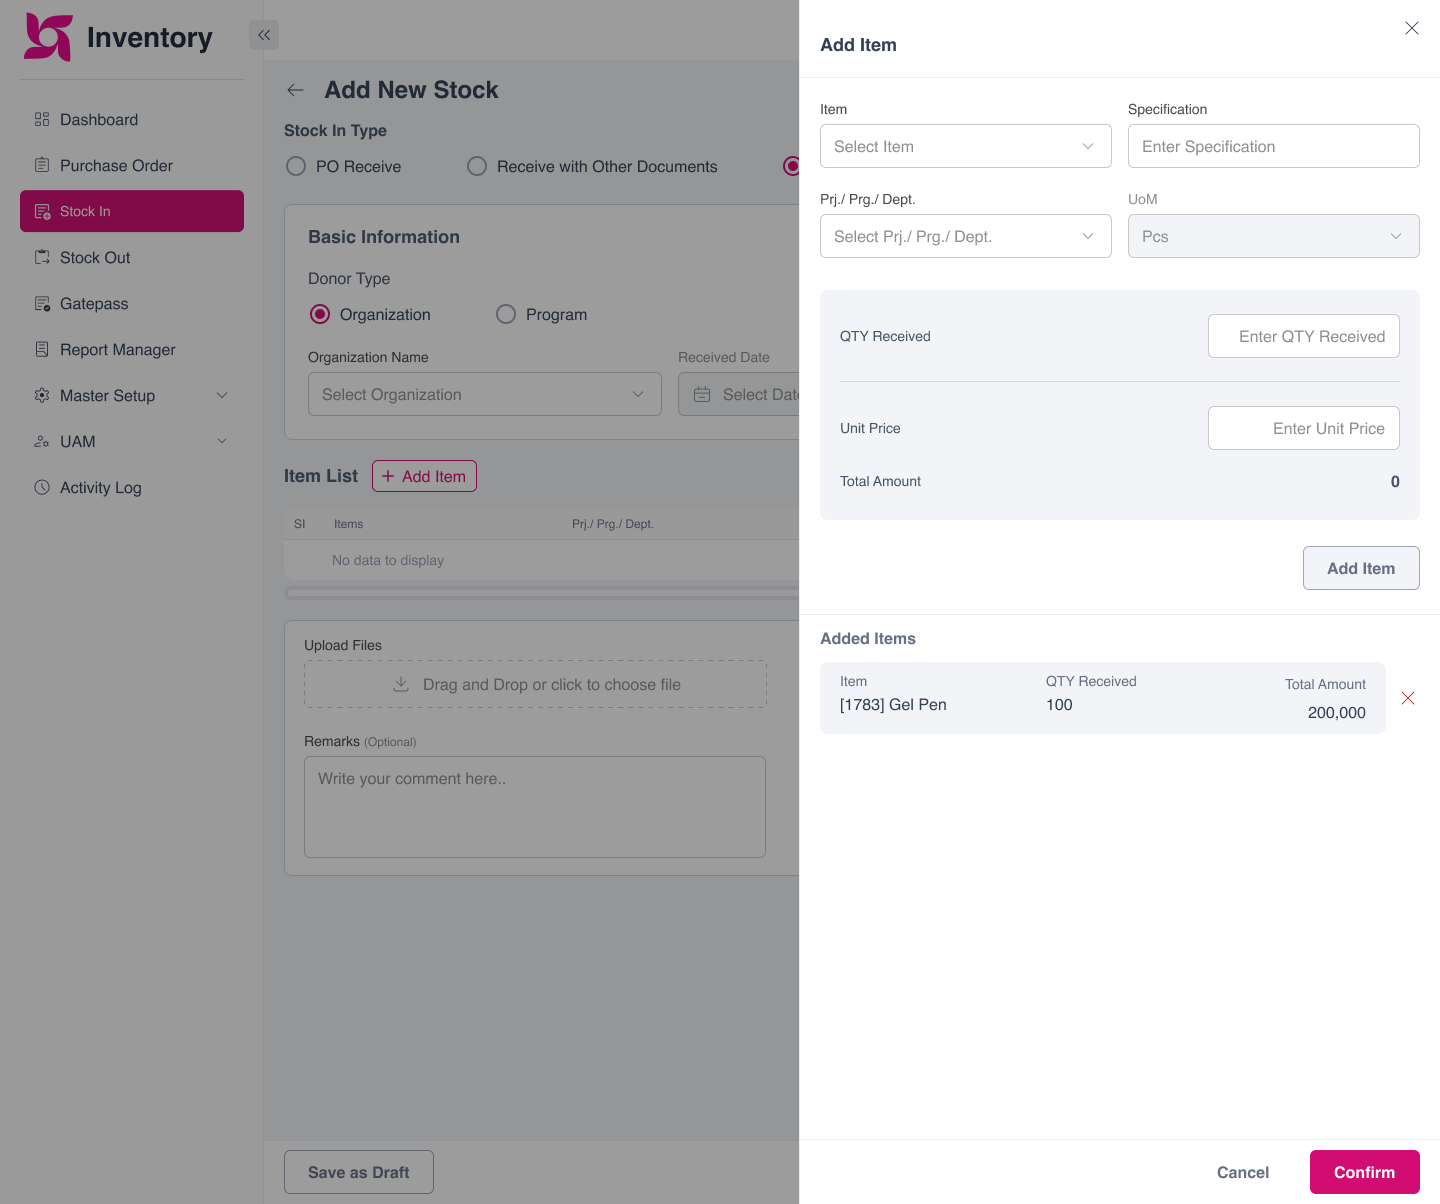 Inventory
Dashboard
Purchase Order
Stock In
Stock Out
Gatepass
Report Manager
Master Setup
UAM
Activity Log
Add New Stock
Stock In Type
PO Receive
Receive with Other Documents
Basic Information
Donor Type
Organization
Program
Organization Name
Received Date
Select Organization
Select Dat
Item List
+ Add Item
SI
Items
Prj./ Prg./ Dept.
No data to display
Upload Files
Drag and Drop or click to choose file
Remarks (Optional)
Write your comment here..
Save as Draft
Add Item
Item
Specification
Select Item
Enter Specification
Prj./ Prg./ Dept.
UoM
Select Prj./ Prg./ Dept.
Pcs
QTY Received
Enter QTY Received
Unit Price
Enter Unit Price
Total Amount
0
Add Item
Added Items
Item
QTY Received
Total Amount
[1783] Gel Pen
100
200,000
Cancel
Confirm